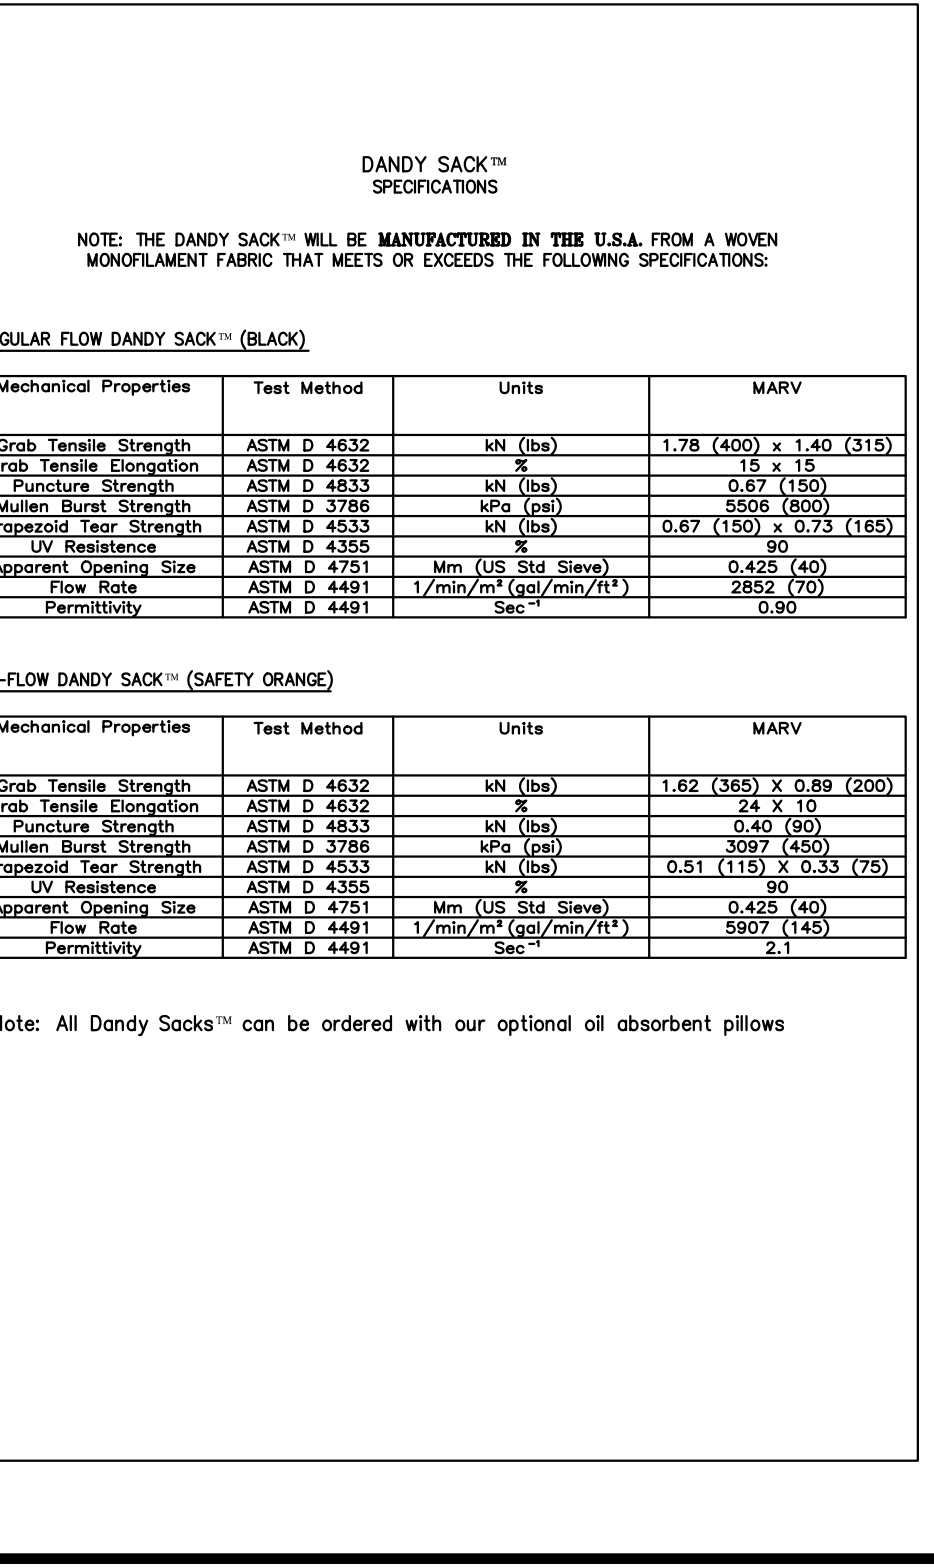 DANDY SACK™
SPECIFICATIONS
NOTE: THE DANDY SACK™ WILL BE MANUFACTURED IN THE U.S.A. FROM A WOVEN
MONOFILAMENT FABRIC THAT MEETS OR EXCEEDS THE FOLLOWING SPECIFICATIONS:
GULAR FLOW DANDY SACK™ (BLACK)
Mechanical Properties Test Method Units MARV
Grab Tensile Strength ASTM D 4632 kN (lbs) 1.78 (400) x 1.40 (315)
rab Tensile Elongation ASTM D 4632 % 15 x 15
Puncture Strength ASTM D 4833 kN (lbs) 0.67 (150)
Mullen Burst Strength ASTM D 3786 kPa (psi) 5506 (800)
rapezoid Tear Strength ASTM D 4533 kN (lbs) 0.67 (150) x 0.73 (165)
UV Resistence ASTM D 4355 % 90
Apparent Opening Size ASTM D 4751 Mm (US Std Sieve) 0.425 (40)
Flow Rate ASTM D 4491 1/min/m² (gal/min/ft²) 2852 (70)
Permittivity ASTM D 4491 Sec⁻¹ 0.90
-FLOW DANDY SACK™ (SAFETY ORANGE)
Mechanical Properties Test Method Units MARV
Grab Tensile Strength ASTM D 4632 kN (lbs) 1.62 (365) X 0.89 (200)
rab Tensile Elongation ASTM D 4632 % 24 X 10
Puncture Strength ASTM D 4833 kN (lbs) 0.40 (90)
Mullen Burst Strength ASTM D 3786 kPa (psi) 3097 (450)
rapezoid Tear Strength ASTM D 4533 kN (lbs) 0.51 (115) X 0.33 (75)
UV Resistence ASTM D 4355 % 90
Apparent Opening Size ASTM D 4751 Mm (US Std Sieve) 0.425 (40)
Flow Rate ASTM D 4491 1/min/m² (gal/min/ft²) 5907 (145)
Permittivity ASTM D 4491 Sec⁻¹ 2.1
Note: All Dandy Sacks™ can be ordered with our optional oil absorbent pillows